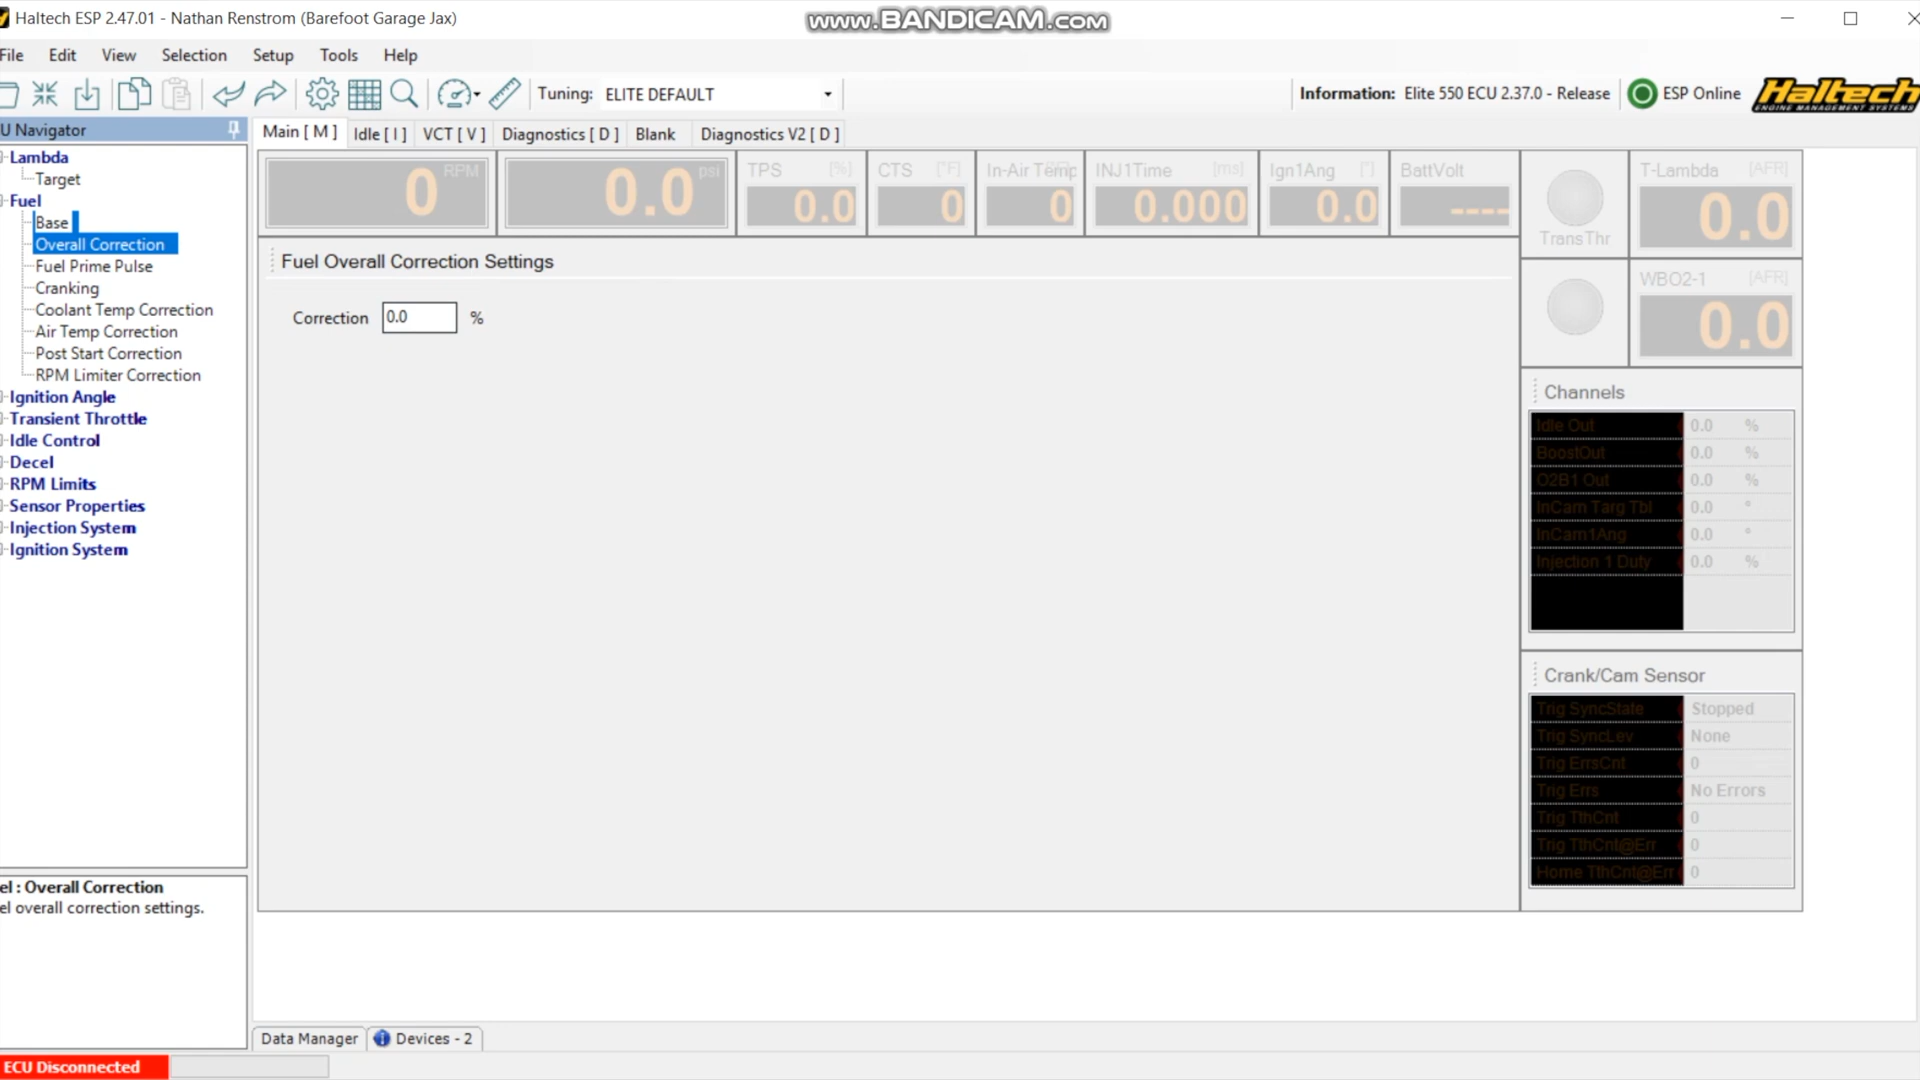 Haltech ESP 2.47.01 - Nathan Renstrom (Barefoot Garage Jax)
www.BANDICAM.com
File Edit View Selection Setup Tools Help
Tuning: ELITE DEFAULT
Information: Elite 550 ECU 2.37.0 - Release
ESP Online
Haltech
ENGINE MANAGEMENT SYSTEMS
U Navigator
Main [ M ] Idle [ I ] VCT [ V ] Diagnostics [ D ] Blank Diagnostics V2 [ D ]
Lambda
Target
Fuel
Base
Overall Correction
Fuel Prime Pulse
Cranking
Coolant Temp Correction
Air Temp Correction
Post Start Correction
RPM Limiter Correction
Ignition Angle
Transient Throttle
Idle Control
Decel
RPM Limits
Sensor Properties
Injection System
Ignition System
el : Overall Correction
el overall correction settings.
0 RPM
0.0 psi
TPS [%]
0.0
CTS [°F]
0
In-Air Temp
0
INJ1Time [ms]
0.000
Ign1Ang [°]
0.0
BattVolt
----
TransThr
T-Lambda [AFR]
0.0
WBO2-1 [AFR]
0.0
Fuel Overall Correction Settings
Correction 0.0 %
Channels
Idle Out 0.0 %
BoostOut 0.0 %
O2B1 Out 0.0 %
InCam Targ Tbl 0.0 °
InCam1Ang 0.0 °
Injection 1 Duty 0.0 %
Crank/Cam Sensor
Trig SyncState Stopped
Trig SyncLev None
Trig ErrsCnt 0
Trig Errs No Errors
Trig TthCnt 0
Trig TthCnt@Err 0
Home TthCnt@Err 0
Data Manager Devices - 2
ECU Disconnected